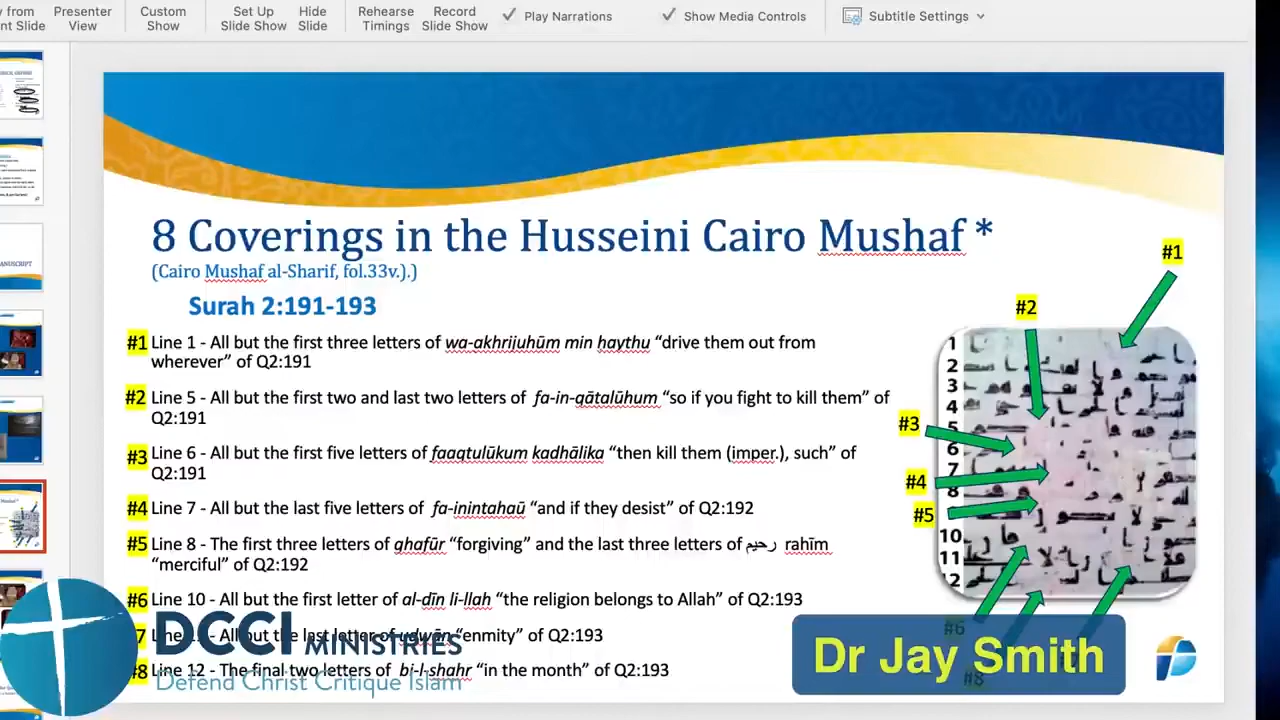 from
Presenter
Custom
Set Up
Hide
Rehearse
Record
Play Narrations
Show Media Controls
Subtitle Settings
nt Slide
View
Show
Slide Show
Slide
Timings
Slide Show
8 Coverings in the Husseini Cairo Mushaf *
(Cairo Mushaf al-Sharif, fol.33v.).)
Surah 2:191-193
#1 Line 1 - All but the first three letters of wa-akhrijuhūm min ḥaythu “drive them out from
wherever” of Q2:191
#2 Line 5 - All but the first two and last two letters of fa-in-qātalūhum “so if you fight to kill them” of
Q2:191
#3 Line 6 - All but the first five letters of faaqtulūkum kadhālika “then kill them (imper.), such” of
Q2:191
#4 Line 7 - All but the last five letters of fa-inintahaū “and if they desist” of Q2:192
#5 Line 8 - The first three letters of ghafūr “forgiving” and the last three letters of رحيم rahīm
“merciful” of Q2:192
#6 Line 10 - All but the first letter of al-dīn li-llah “the religion belongs to Allah” of Q2:193
All but the last letter of “enmity” of Q2:193
#8 Line 12 - The final two letters of bi-l-shahr “in the month” of Q2:193
#1
#2
#3
#4
#5
#6
#8
1
2
3
4
5
6
7
8
10
11
12
DCCI MINISTRIES
Defend Christ Critique Islam
Dr Jay Smith